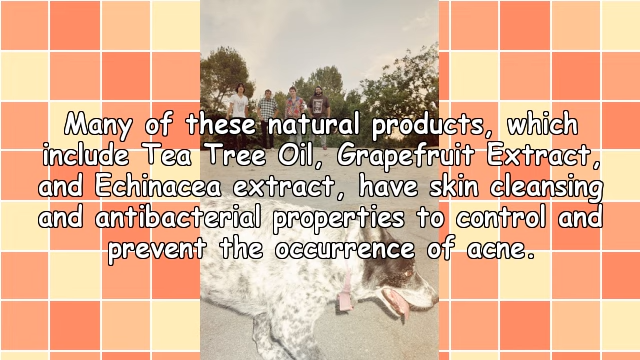 Many of these natural products, which
include Tea Tree Oil, Grapefruit Extract,
and Echinacea extract, have skin cleansing
and antibacterial properties to control and
prevent the occurrence of acne.